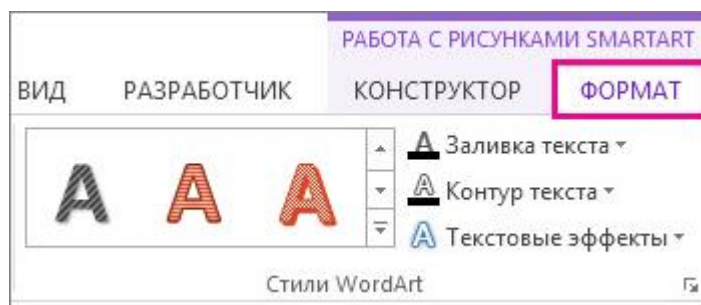 РАБОТА С РИСУНКАМИ SMARTART
ВИД РАЗРАБОТЧИК КОНСТРУКТОР ФОРМАТ
Заливка текста
Контур текста
Текстовые эффекты
Стили WordArt